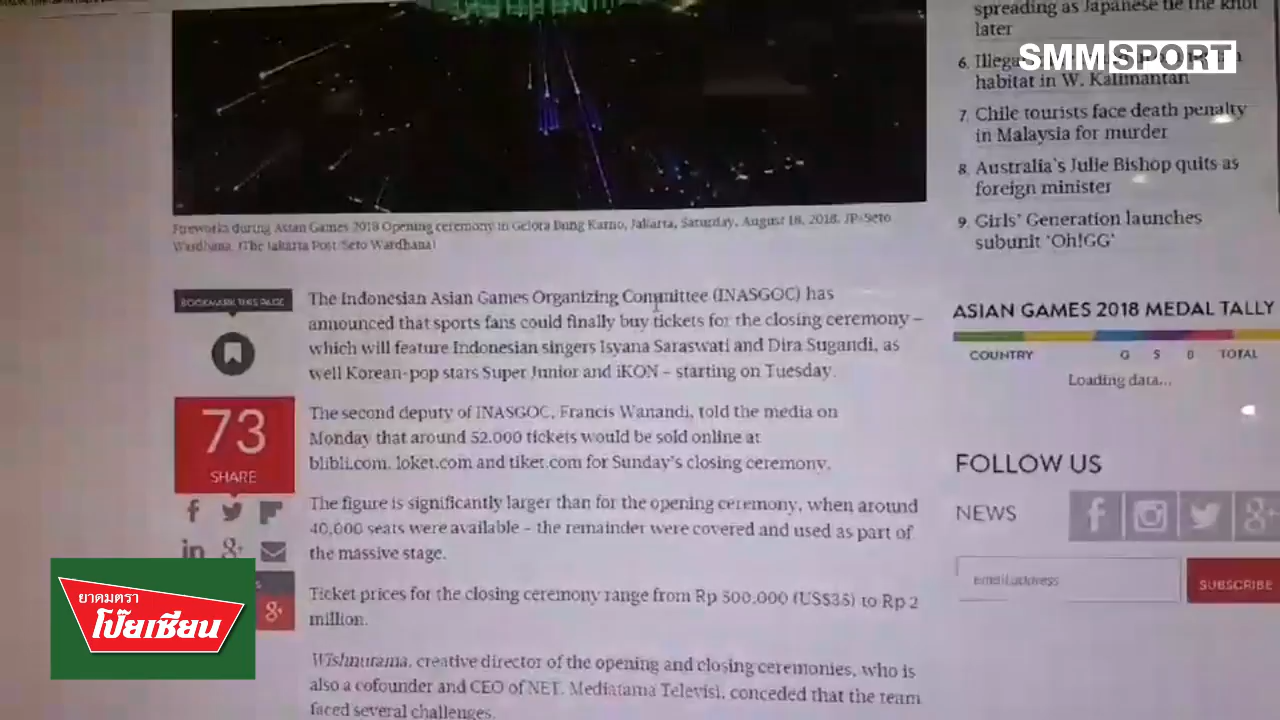 spreading as Japanese tie the knot
later
SMMSPORT
6. Illega
habitat in W. Kalimantan
7. Chile tourists face death penalty
in Malaysia for murder
8. Australia's Julie Bishop quits as
foreign minister
9. Girls' Generation launches
subunit 'Oh!GG'
Fireworks during Asian Games 2018 Opening ceremony in Gelora Bung Karno, Jakarta, Saturday, August 18, 2018. JP/Seto
Wardhana. (The Jakarta Post/Seto Wardhana)
BOOKMARK THIS PAGE
73
SHARE
The Indonesian Asian Games Organizing Committee (INASGOC) has
announced that sports fans could finally buy tickets for the closing ceremony –
which will feature Indonesian singers Isyana Saraswati and Dira Sugandi, as
well Korean-pop stars Super Junior and iKON – starting on Tuesday.
The second deputy of INASGOC, Francis Wanandi, told the media on
Monday that around 52.000 tickets would be sold online at
blibli.com, loket.com and tiket.com for Sunday's closing ceremony.
The figure is significantly larger than for the opening ceremony, when around
40,000 seats were available – the remainder were covered and used as part of
the massive stage.
Ticket prices for the closing ceremony range from Rp 500,000 (US$35) to Rp 2
million.
Wishnutama, creative director of the opening and closing ceremonies, who is
also a cofounder and CEO of NET. Mediatama Televisi, conceded that the team
faced several challenges.
ASIAN GAMES 2018 MEDAL TALLY
COUNTRY G S B TOTAL
Loading data...
FOLLOW US
NEWS
email address
SUBSCRIBE
ยาดมตรา
โป๊ยเซียน